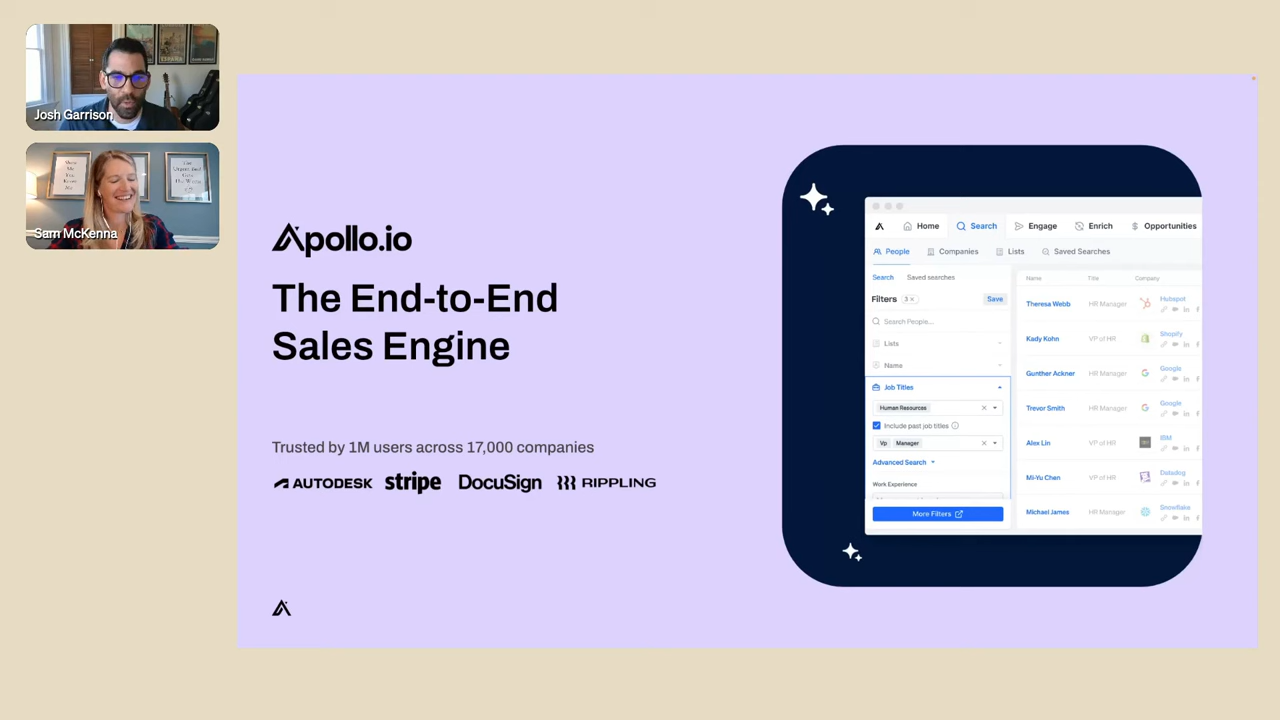 Josh Garrison
Sam McKenna
Apollo.io
The End-to-End
Sales Engine
Trusted by 1M users across 17,000 companies
AUTODESK stripe DocuSign RIPPLING
Home Search Engage Enrich Opportunities
People Companies Lists Saved Searches
Search Saved searches
Filters 3 Save
Search People...
Lists
Name
Job Titles
Human Resources
Include past job titles
Vp Manager
Advanced Search
Work Experience
More Filters
Name Title Company
Theresa Webb HR Manager Hubspot
Kady Kohn VP of HR Shopify
Gunther Ackner HR Manager Google
Trevor Smith HR Manager Google
Alex Lin VP of HR IBM
Mi-Yu Chen VP of HR Datadog
Michael James HR Manager Snowflake